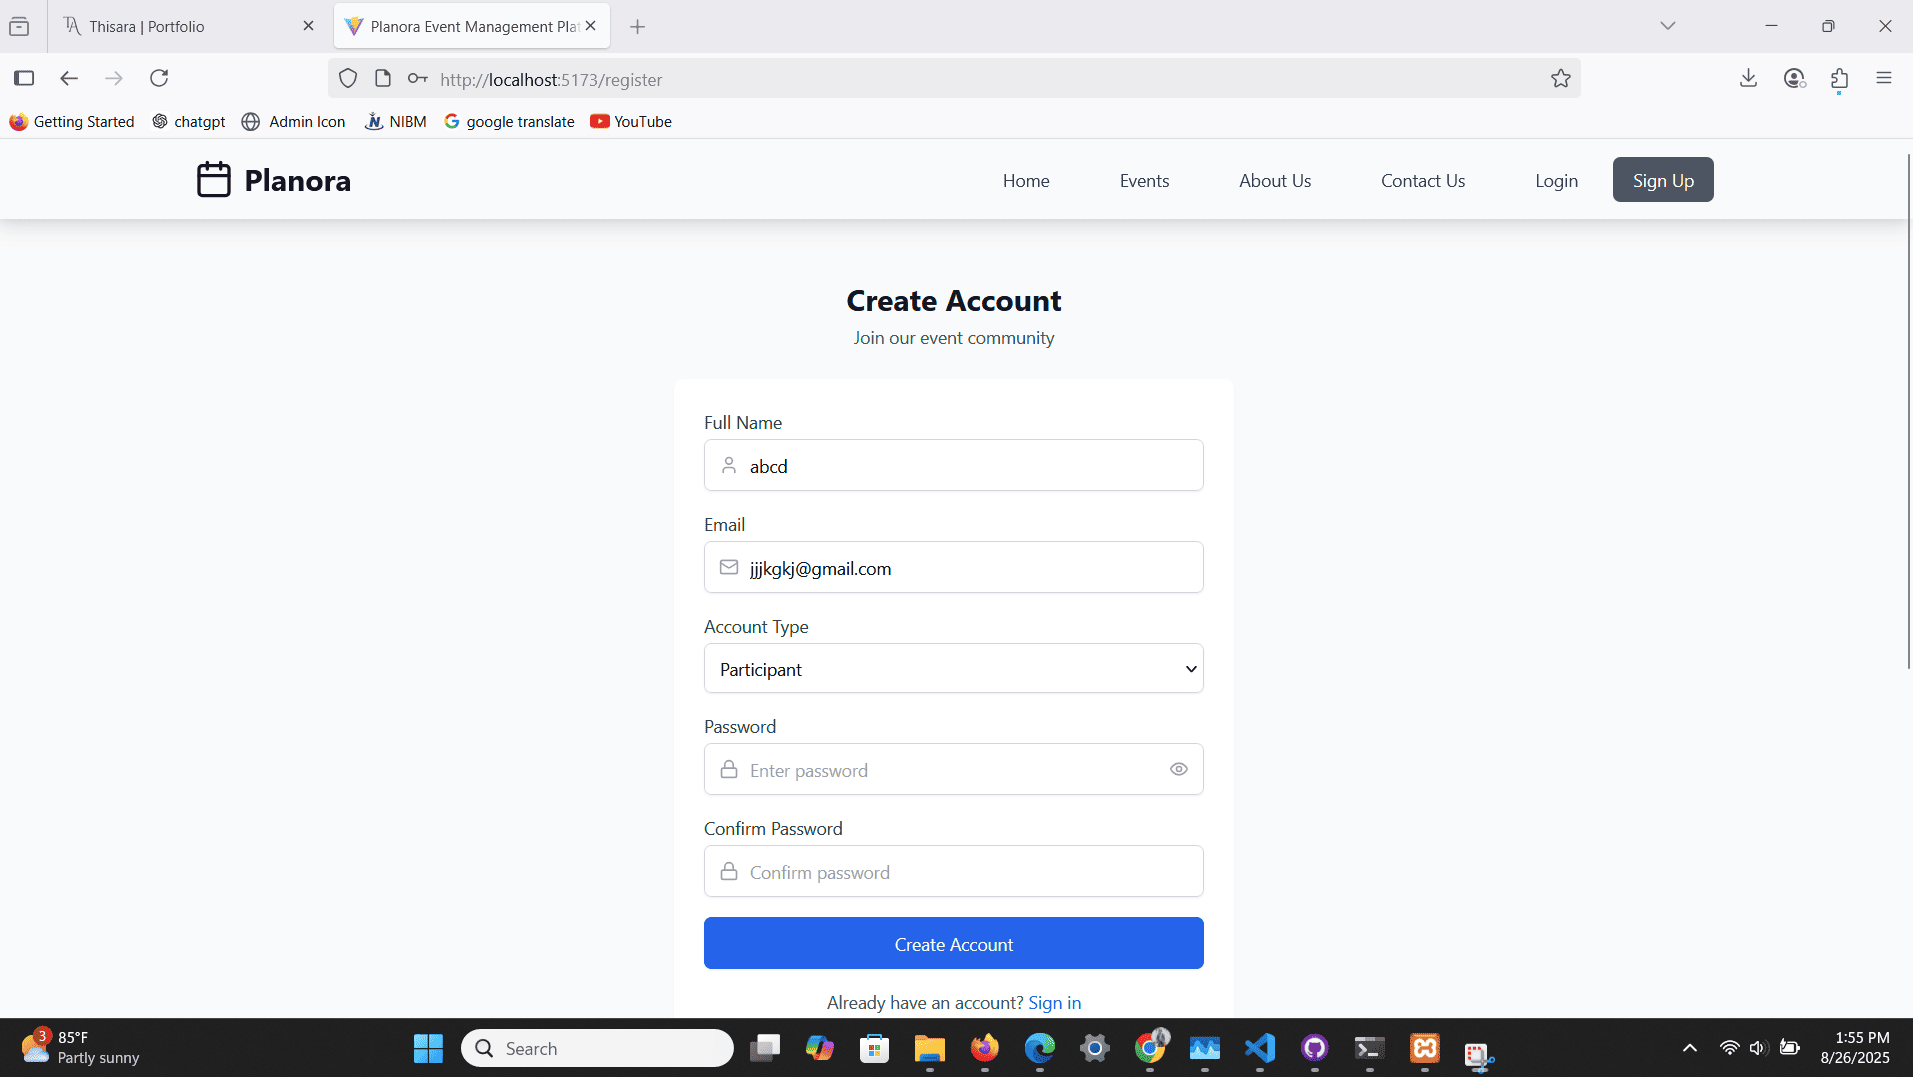 Thisara | Portfolio
Planora Event Management Plat
http://localhost:5173/register
Getting Started
chatgpt
Admin Icon
NIBM
google translate
YouTube
Planora
Home
Events
About Us
Contact Us
Login
Sign Up
Create Account
Join our event community
Full Name
abcd
Email
jjjkgkj@gmail.com
Account Type
Participant
Password
Enter password
Confirm Password
Confirm password
Create Account
Already have an account? Sign in
3
85°F
Partly sunny
Search
1:55 PM
8/26/2025